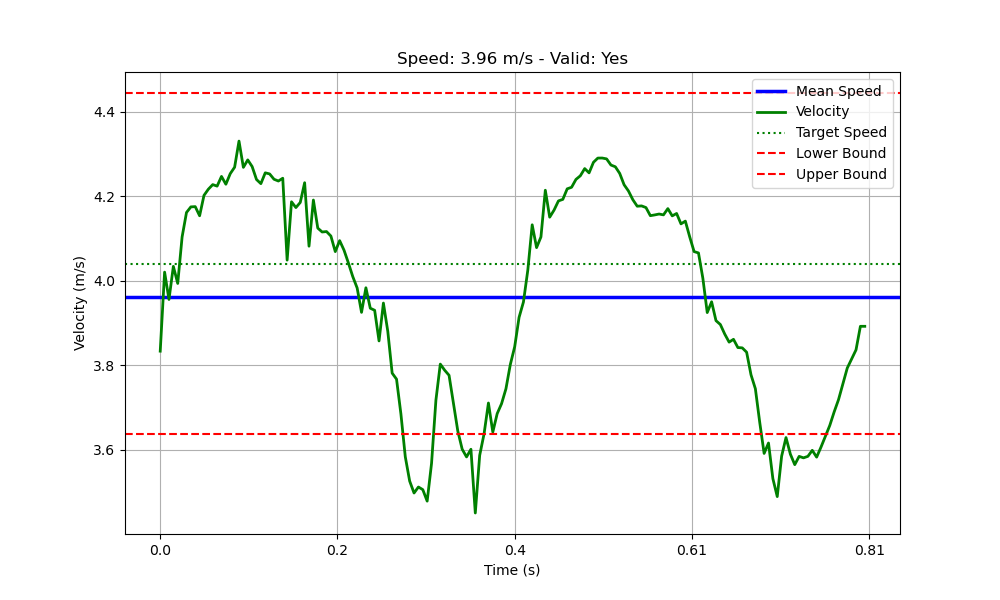 Speed: 3.96 m/s - Valid: Yes
Mean Speed
Velocity
Target Speed
Lower Bound
Upper Bound
Velocity (m/s)
4.4
4.2
4.0
3.8
3.6
0.0 0.2 0.4 0.61 0.81
Time (s)